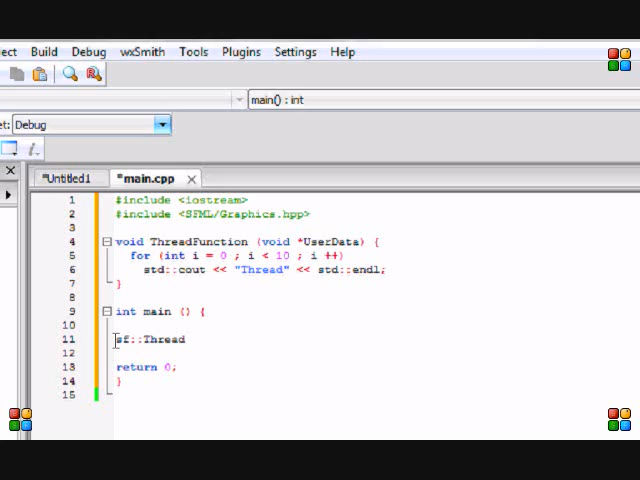 ect Build Debug wxSmith Tools Plugins Settings Help
main() : int
et: Debug
*Untitled1 *main.cpp
1 #include <iostream>
2 #include <SFML/Graphics.hpp>
3
4 void ThreadFunction (void *UserData) {
5 for (int i = 0 ; i < 10 ; i ++)
6 std::cout << "Thread" << std::endl;
7 }
8
9 int main () {
10
11 sf::Thread
12
13 return 0;
14 }
15